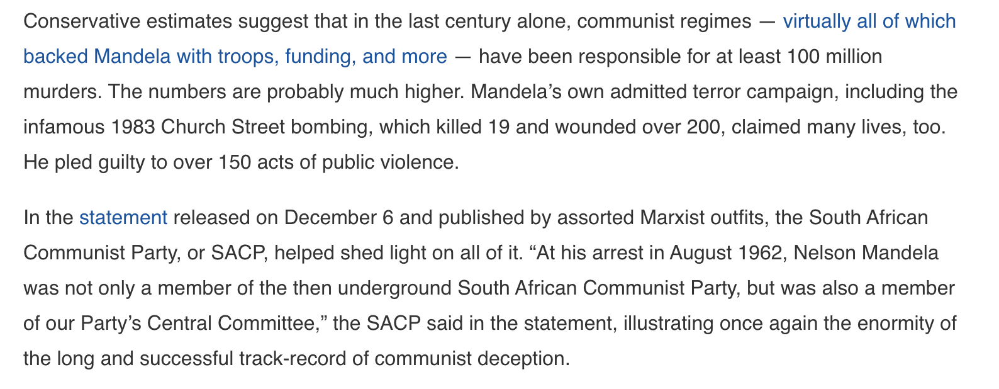 Conservative estimates suggest that in the last century alone, communist regimes — virtually all of which
backed Mandela with troops, funding, and more — have been responsible for at least 100 million
murders. The numbers are probably much higher. Mandela’s own admitted terror campaign, including the
infamous 1983 Church Street bombing, which killed 19 and wounded over 200, claimed many lives, too.
He pled guilty to over 150 acts of public violence.
In the statement released on December 6 and published by assorted Marxist outfits, the South African
Communist Party, or SACP, helped shed light on all of it. “At his arrest in August 1962, Nelson Mandela
was not only a member of the then underground South African Communist Party, but was also a member
of our Party’s Central Committee,” the SACP said in the statement, illustrating once again the enormity of
the long and successful track-record of communist deception.